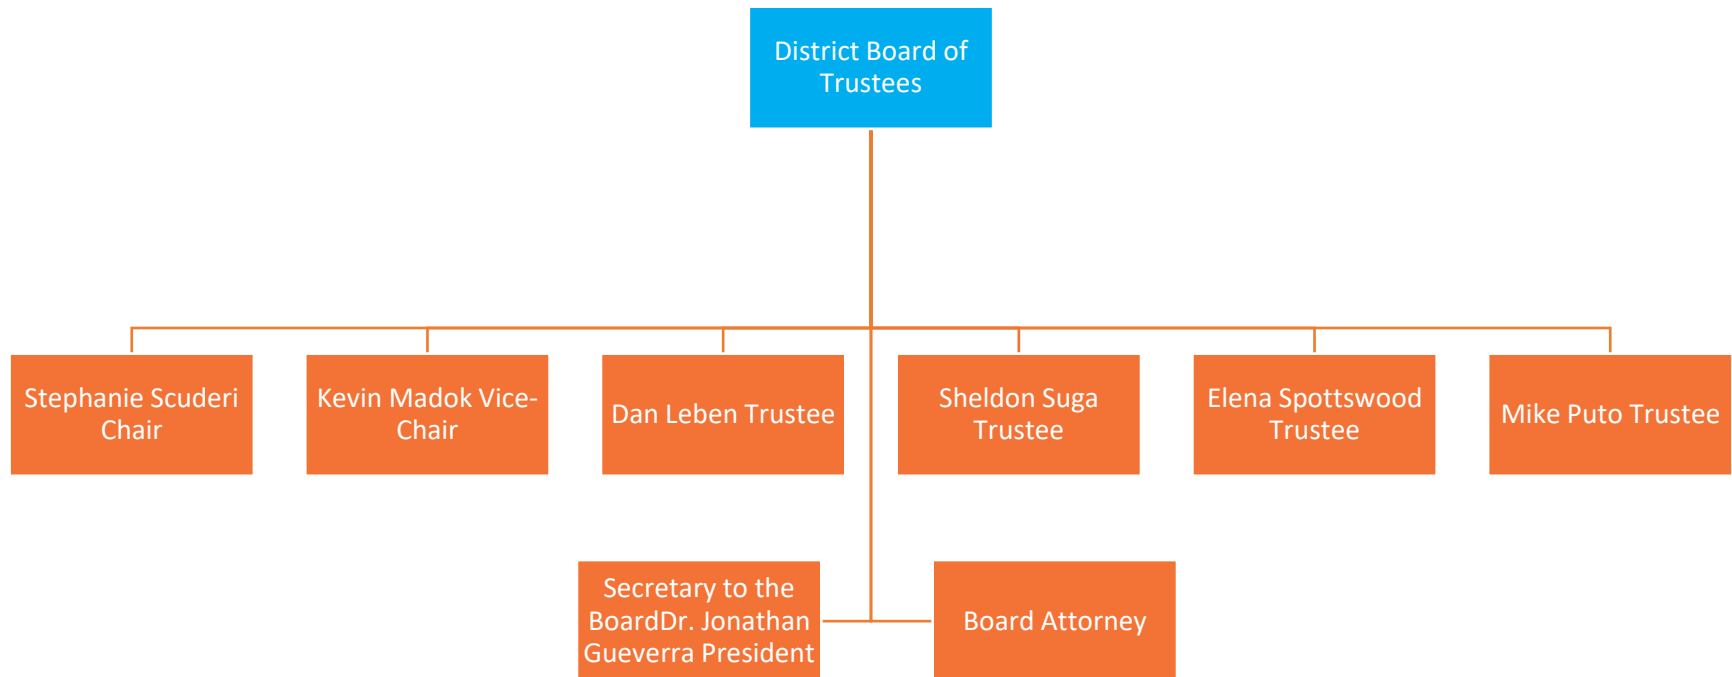 District Board of
Trustees
Stephanie Scuderi
Chair
Kevin Madok Vice-
Chair
Dan Leben Trustee
Sheldon Suga
Trustee
Elena Spottswood
Trustee
Mike Puto Trustee
Secretary to the
BoardDr. Jonathan
Gueverra President
Board Attorney